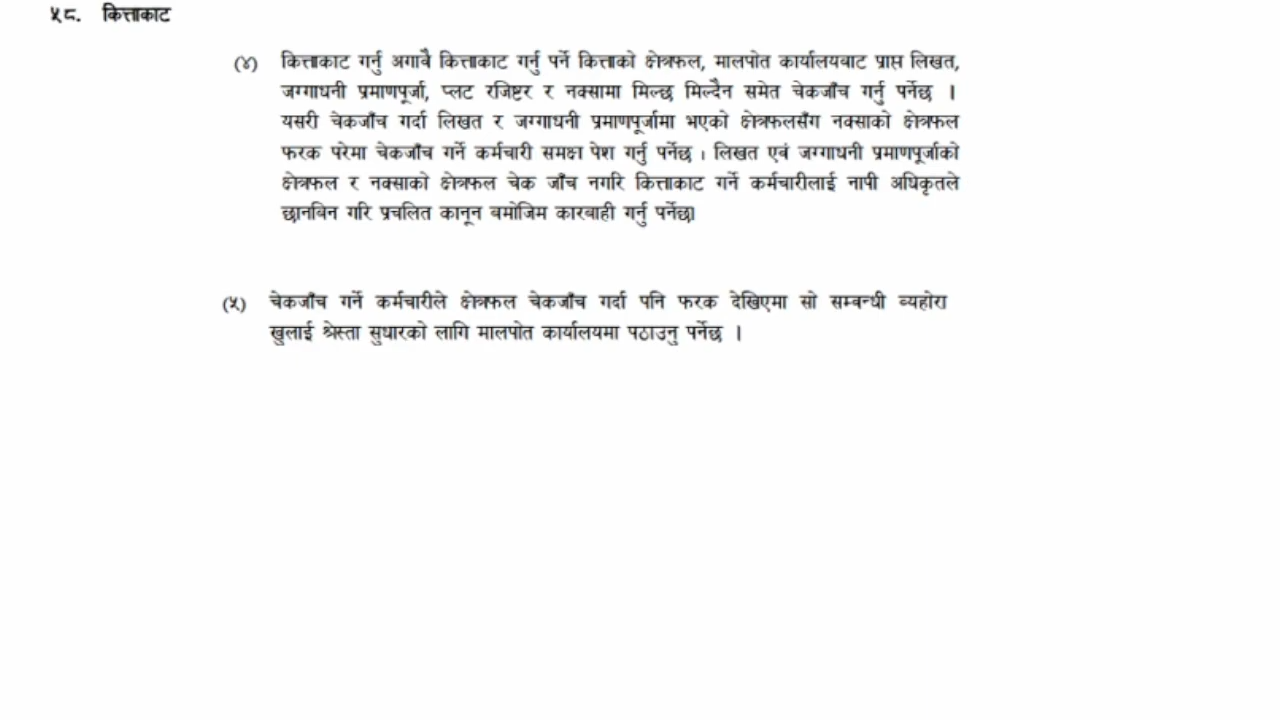 ५८. कित्ताकाट
(४) कित्ताकाट गर्नु अगावै कित्ताकाट गर्नु पर्ने कित्ताको क्षेत्रफल, मालपोत कार्यालयबाट प्राप्त लिखत,
जग्गाधनी प्रमाणपूर्जा, प्लट रजिष्टर र नक्सामा मिल्छ मिल्दैन समेत चेकजाँच गर्नु पर्नेछ ।
यसरी चेकजाँच गर्दा लिखत र जग्गाधनी प्रमाणपूर्जामा भएको क्षेत्रफलसँग नक्साको क्षेत्रफल
फरक परेमा चेकजाँच गर्ने कर्मचारी समक्ष पेश गर्नु पर्नेछ । लिखत एवं जग्गाधनी प्रमाणपूर्जाको
क्षेत्रफल र नक्साको क्षेत्रफल चेक जाँच नगरि कित्ताकाट गर्ने कर्मचारीलाई नापी अधिकृतले
छानबिन गरि प्रचलित कानून बमोजिम कारबाही गर्नु पर्नेछ।
(५) चेकजाँच गर्ने कर्मचारीले क्षेत्रफल चेकजाँच गर्दा पनि फरक देखिएमा सो सम्बन्धी व्यहोरा
खुलाई श्रेस्ता सुधारको लागि मालपोत कार्यालयमा पठाउनु पर्नेछ ।